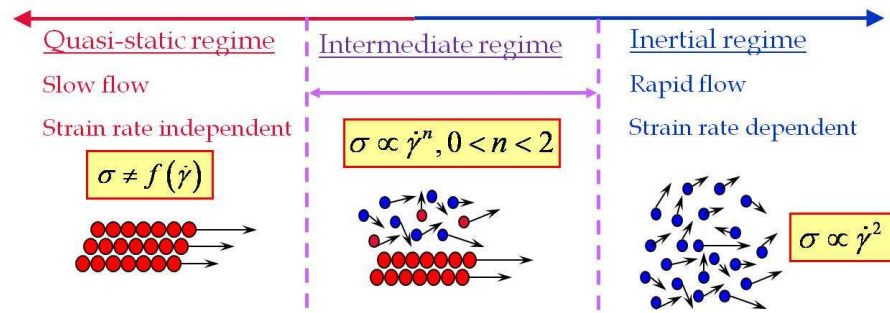 Quasi-static regime
Slow flow
Strain rate independent
σ ≠ f(γ̇)
Intermediate regime
σ ∝ γ̇ⁿ, 0 < n < 2
Inertial regime
Rapid flow
Strain rate dependent
σ ∝ γ̇²